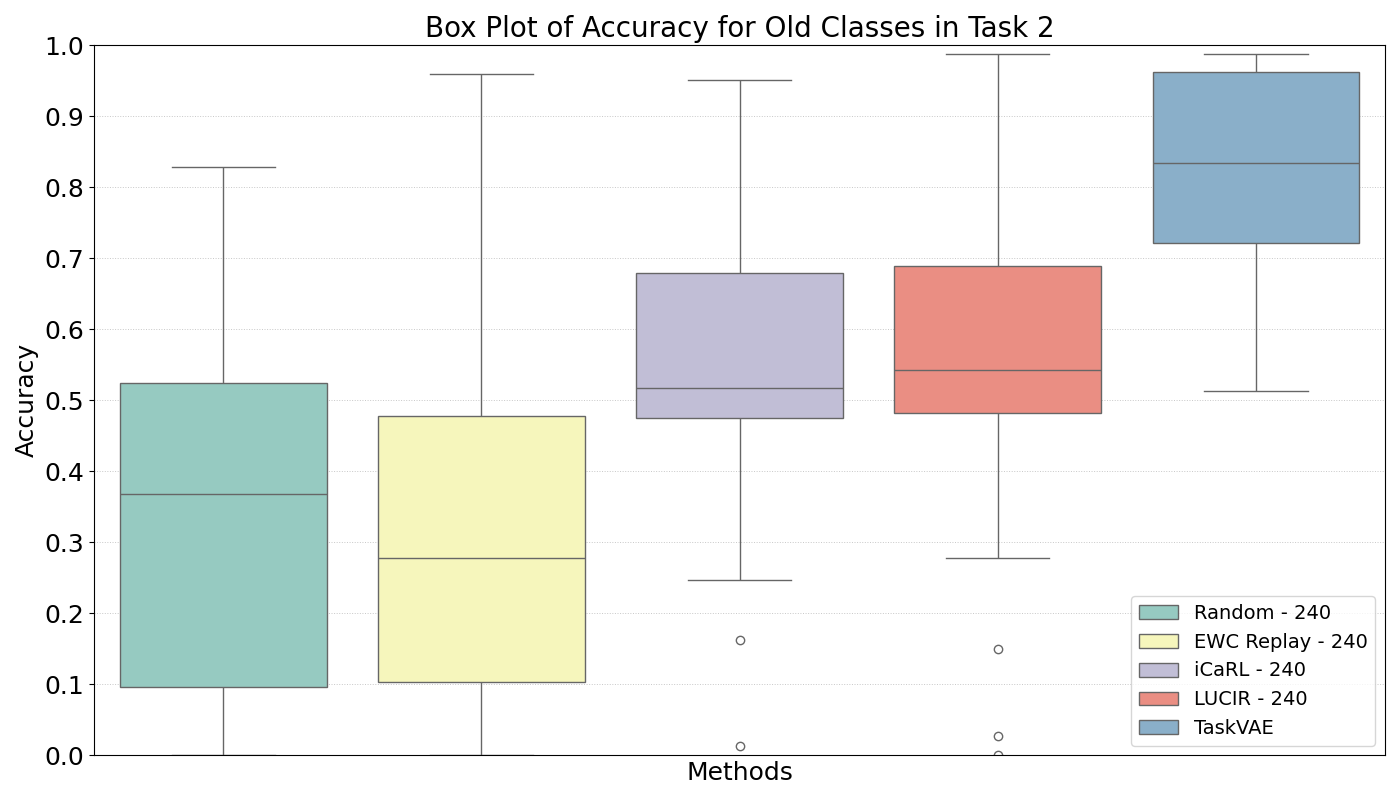 Box Plot of Accuracy for Old Classes in Task 2
1.0
0.9
0.8
0.7
0.6
0.5
0.4
0.3
0.2
0.1
0.0
Accuracy
Methods
Random - 240
EWC Replay - 240
iCaRL - 240
LUCIR - 240
TaskVAE